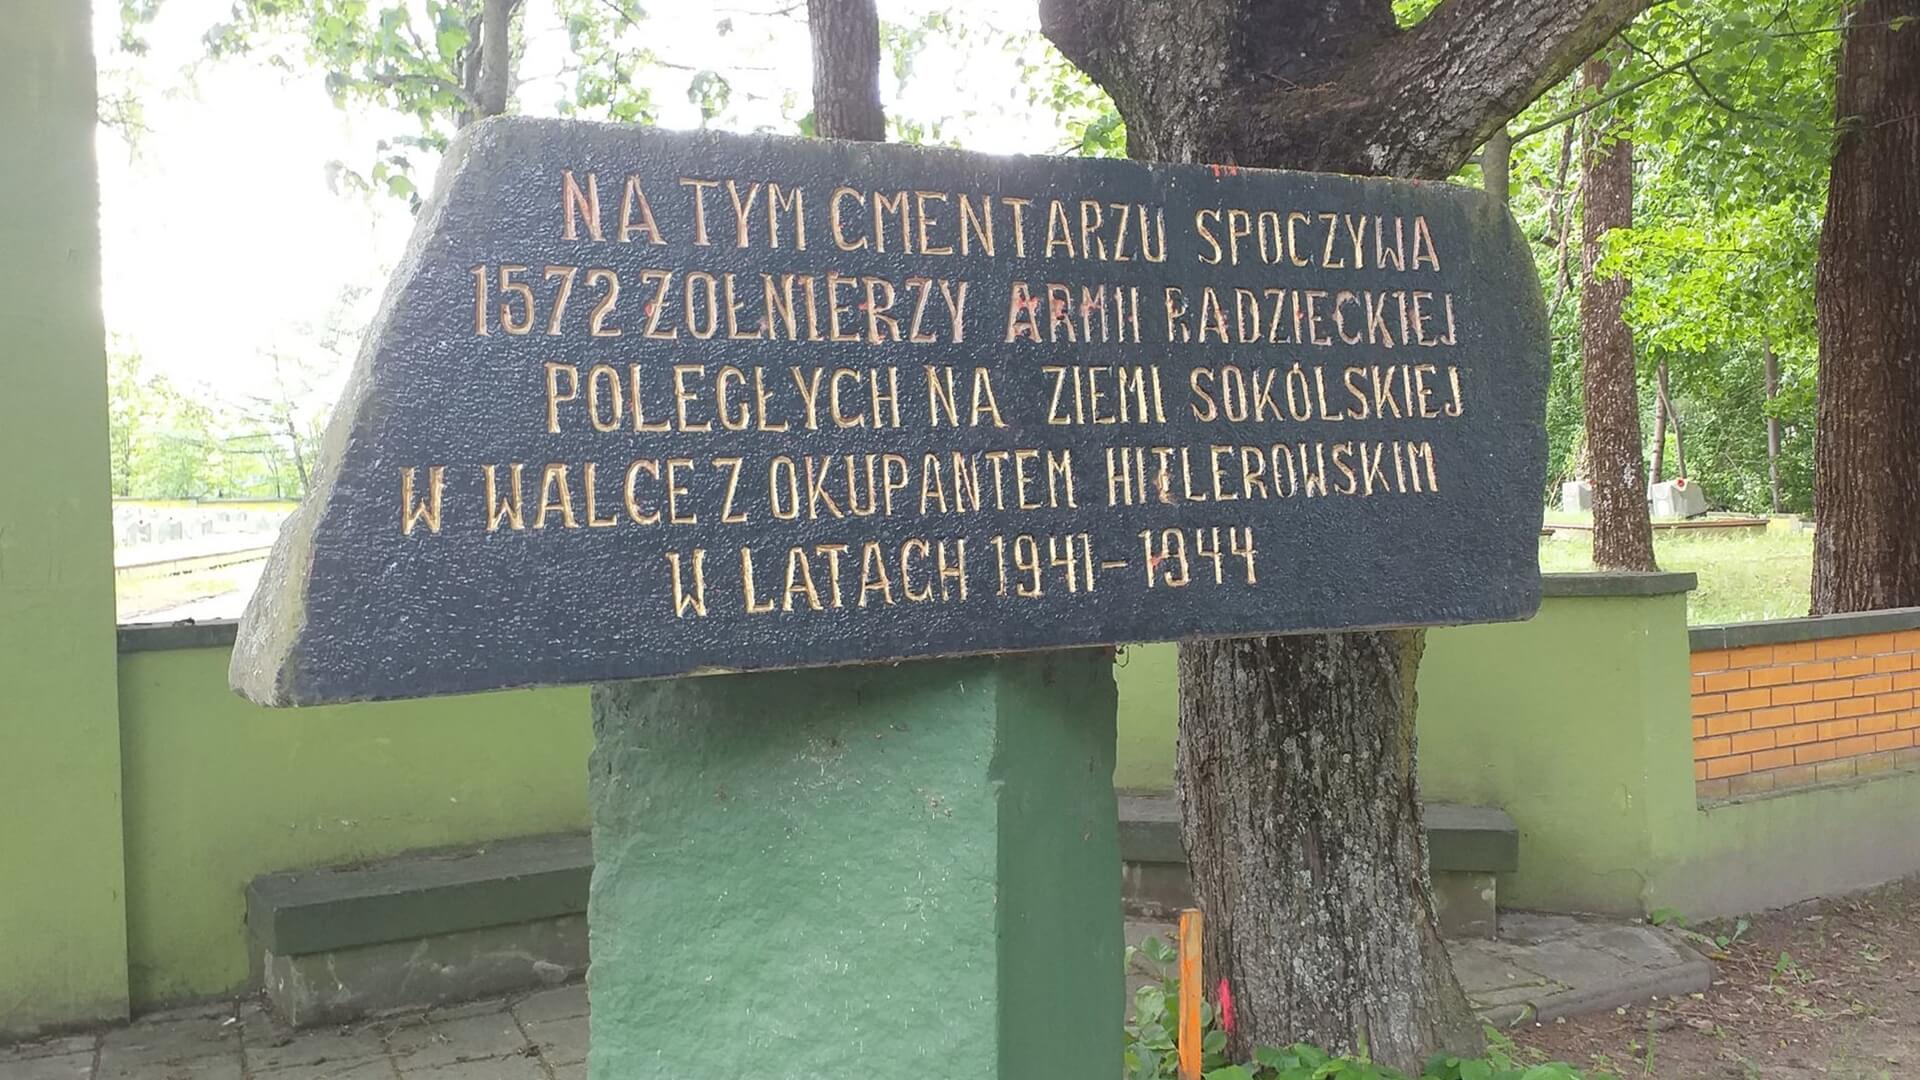 NA TYM CMENTARZU SPOCZYWA
1572 ŻOŁNIERZY ARMII RADZIECKIEJ
POLEGŁYCH NA ZIEMI SOKÓLSKIEJ
W WALCE Z OKUPANTEM HITLEROWSKIM
W LATACH 1941-1944